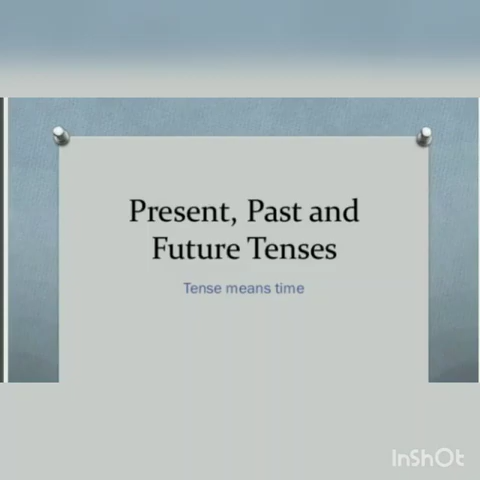 Present, Past and
Future Tenses
Tense means time
InShOt